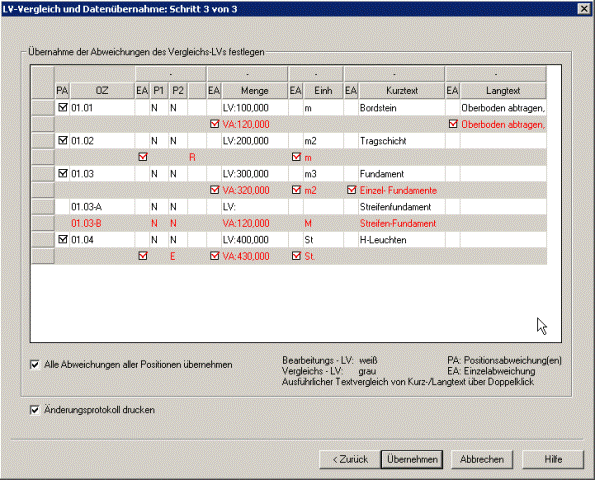 LV-Vergleich und Datenübernahme: Schritt 3 von 3
Übernahme der Abweichungen des Vergleichs-LVs festlegen
- - - - -
PA OZ EA P1 P2 EA Menge EA Einh EA Kurztext EA Langtext
01.01 N N LV:100,000 m Bordstein Oberboden abtragen,
VA:120,000 Oberboden abtragen,
01.02 N N LV:200,000 m2 Tragschicht
R m
01.03 N N LV:300,000 m3 Fundament
VA:320,000 m2 Einzel- Fundamente
01.03-A N N LV: Streifenfundament
01.03-B N N VA:120,000 M Streifen-Fundament
01.04 N N LV:400,000 St H-Leuchten
E VA:430,000 St.
Alle Abweichungen aller Positionen übernehmen
Bearbeitungs - LV: weiß PA: Positionsabweichung(en)
Vergleichs - LV: grau EA: Einzelabweichung
Ausführlicher Textvergleich von Kurz-/Langtext über Doppelklick
Änderungsprotokoll drucken
< Zurück Übernehmen Abbrechen Hilfe